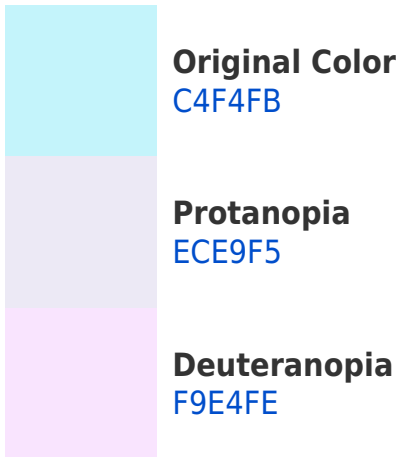 Original Color
C4F4FB
Protanopia
ECE9F5
Deuteranopia
F9E4FE